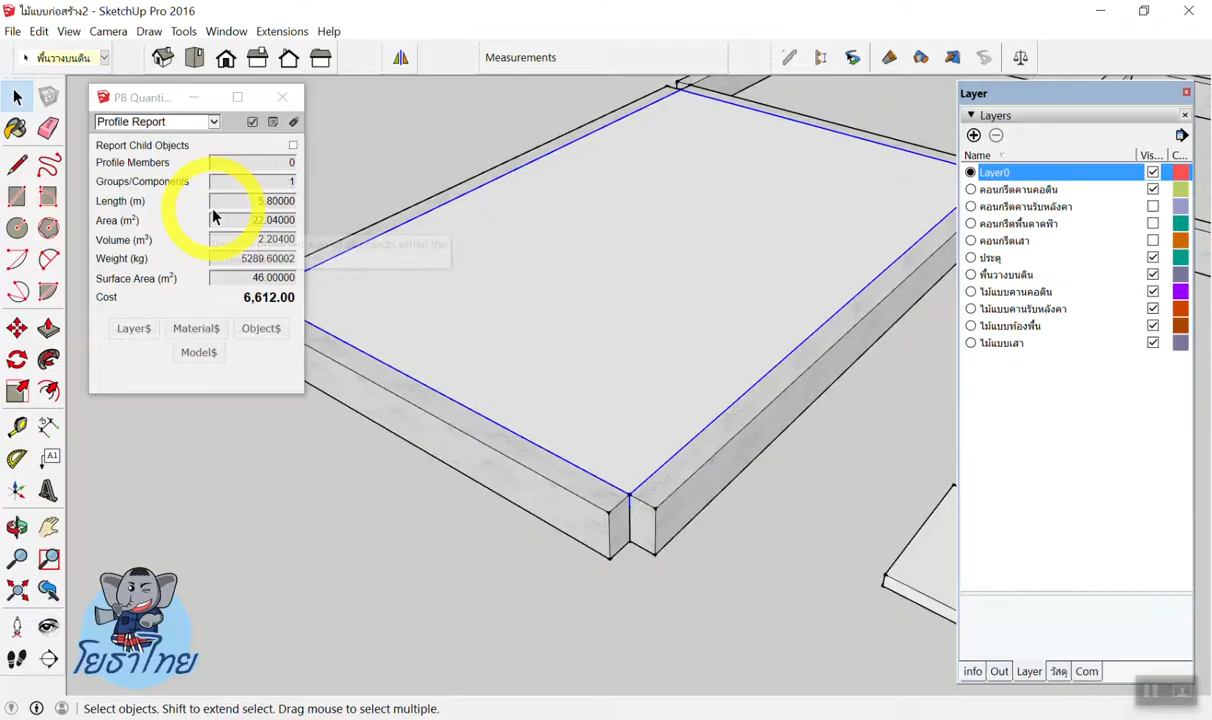 ไม้แบบก่อสร้าง2 - SketchUp Pro 2016
File Edit View Camera Draw Tools Window Extensions Help
พื้นวางบนดิน
Measurements
PB Quanti...
Profile Report
Report Child Objects
Profile Members 0
Groups/Components 1
Length (m) 5.80000
Area (m²) 22.04000
Volume (m³) 2.20400
Weight (kg) 5289.60002
Surface Area (m²) 46.00000
Cost 6,612.00
Layer$ Material$ Object$
Model$
Layer
Layers
Name Vis... C...
Layer0
คอนกรีตคานคอดิน
คอนกรีตคานรับหลังคา
คอนกรีตพื้นดาดฟ้า
คอนกรีตเสา
ประตู
พื้นวางบนดิน
ไม้แบบคานคอดิน
ไม้แบบคานรับหลังคา
ไม้แบบท้องพื้น
ไม้แบบเสา
info Out Layer วัสดุ Com
A1
โยธาไทย
Select objects. Shift to extend select. Drag mouse to select multiple.